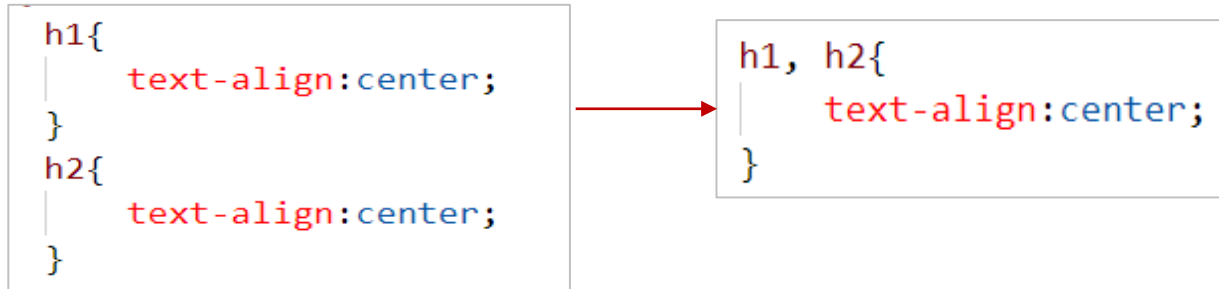 h1{
text-align:center;
}
h2{
text-align:center;
}
h1, h2{
text-align:center;
}